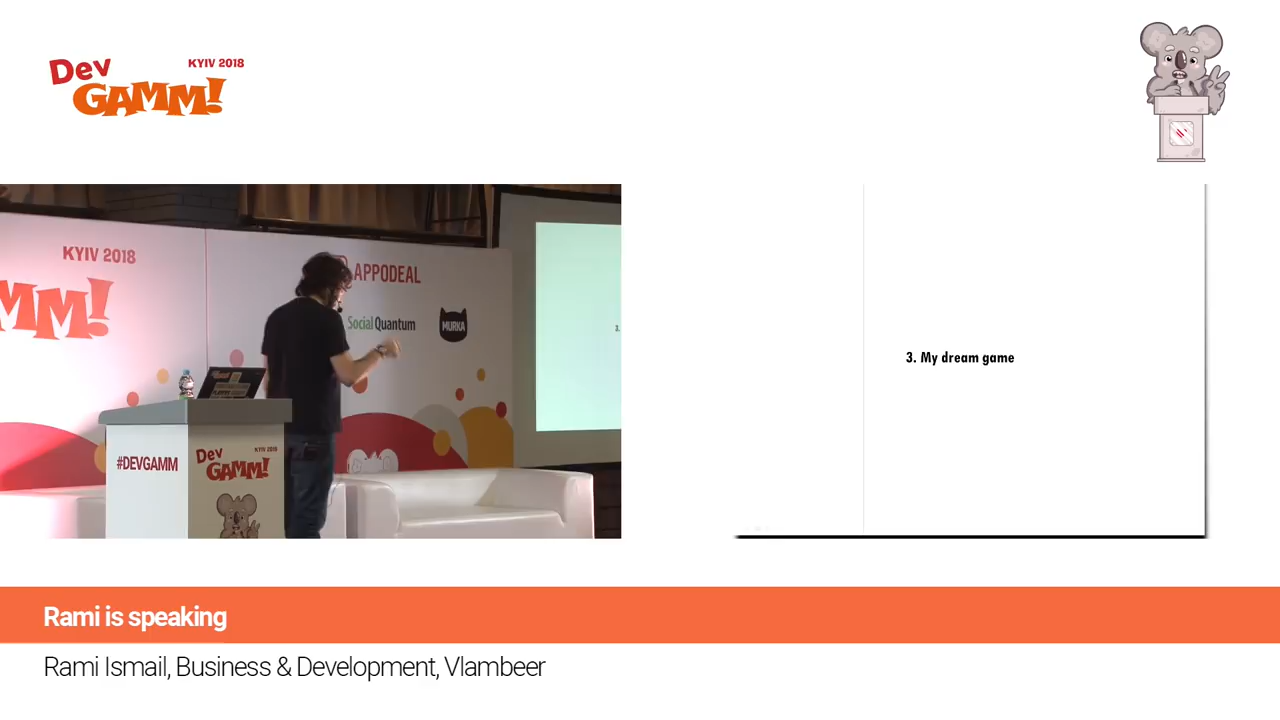 Dev
GAMM!
KYIV 2018
KYIV 2018
MM!
APPODEAL
Social Quantum
MURKA
3.
#DEVGAMM
Dev
GAMM!
KYIV 2018
3. My dream game
Rami is speaking
Rami Ismail, Business & Development, Vlambeer